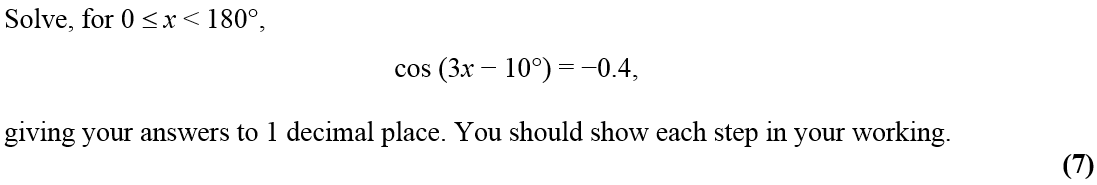 Solve, for 0 ≤ x < 180°,
cos (3x − 10°) = −0.4,
giving your answers to 1 decimal place. You should show each step in your working.
(7)